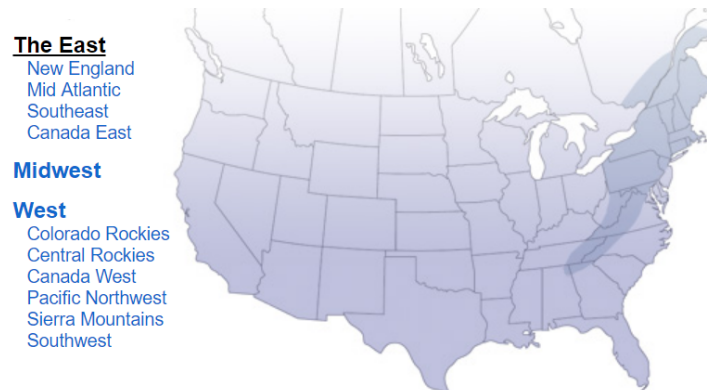 The East
New England
Mid Atlantic
Southeast
Canada East
Midwest
West
Colorado Rockies
Central Rockies
Canada West
Pacific Northwest
Sierra Mountains
Southwest